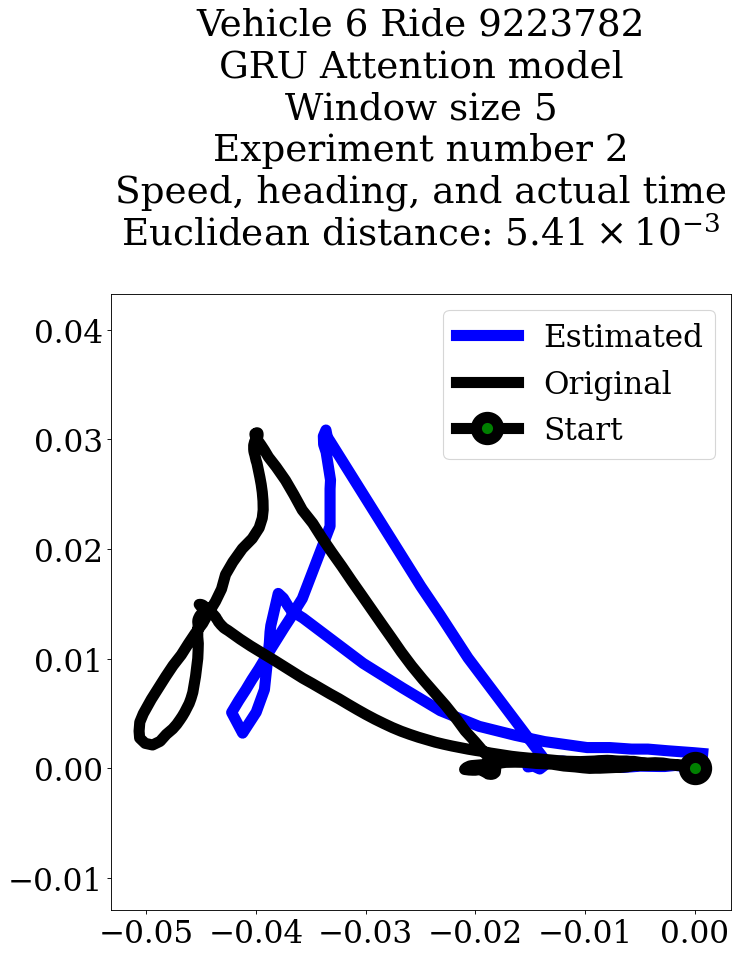 Vehicle 6 Ride 9223782
GRU Attention model
Window size 5
Experiment number 2
Speed, heading, and actual time
Euclidean distance: 5.41 × 10⁻³
Estimated
Original
Start
0.04
0.03
0.02
0.01
0.00
−0.01
−0.05 −0.04 −0.03 −0.02 −0.01 0.00